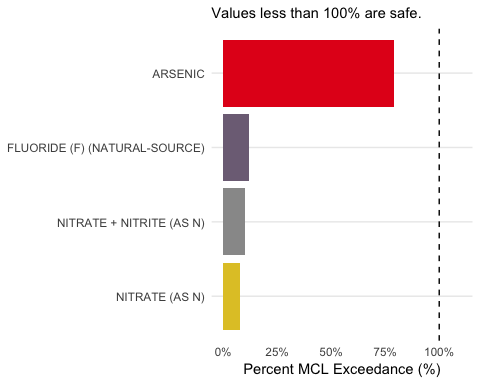 Values less than 100% are safe.
ARSENIC
FLUORIDE (F) (NATURAL-SOURCE)
NITRATE + NITRITE (AS N)
NITRATE (AS N)
0% 25% 50% 75% 100%
Percent MCL Exceedance (%)